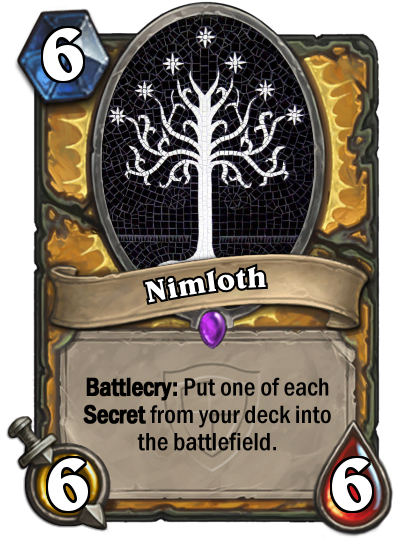 6
Nimloth
Battlecry: Put one of each
Secret from your deck into
the battlefield.
6 6